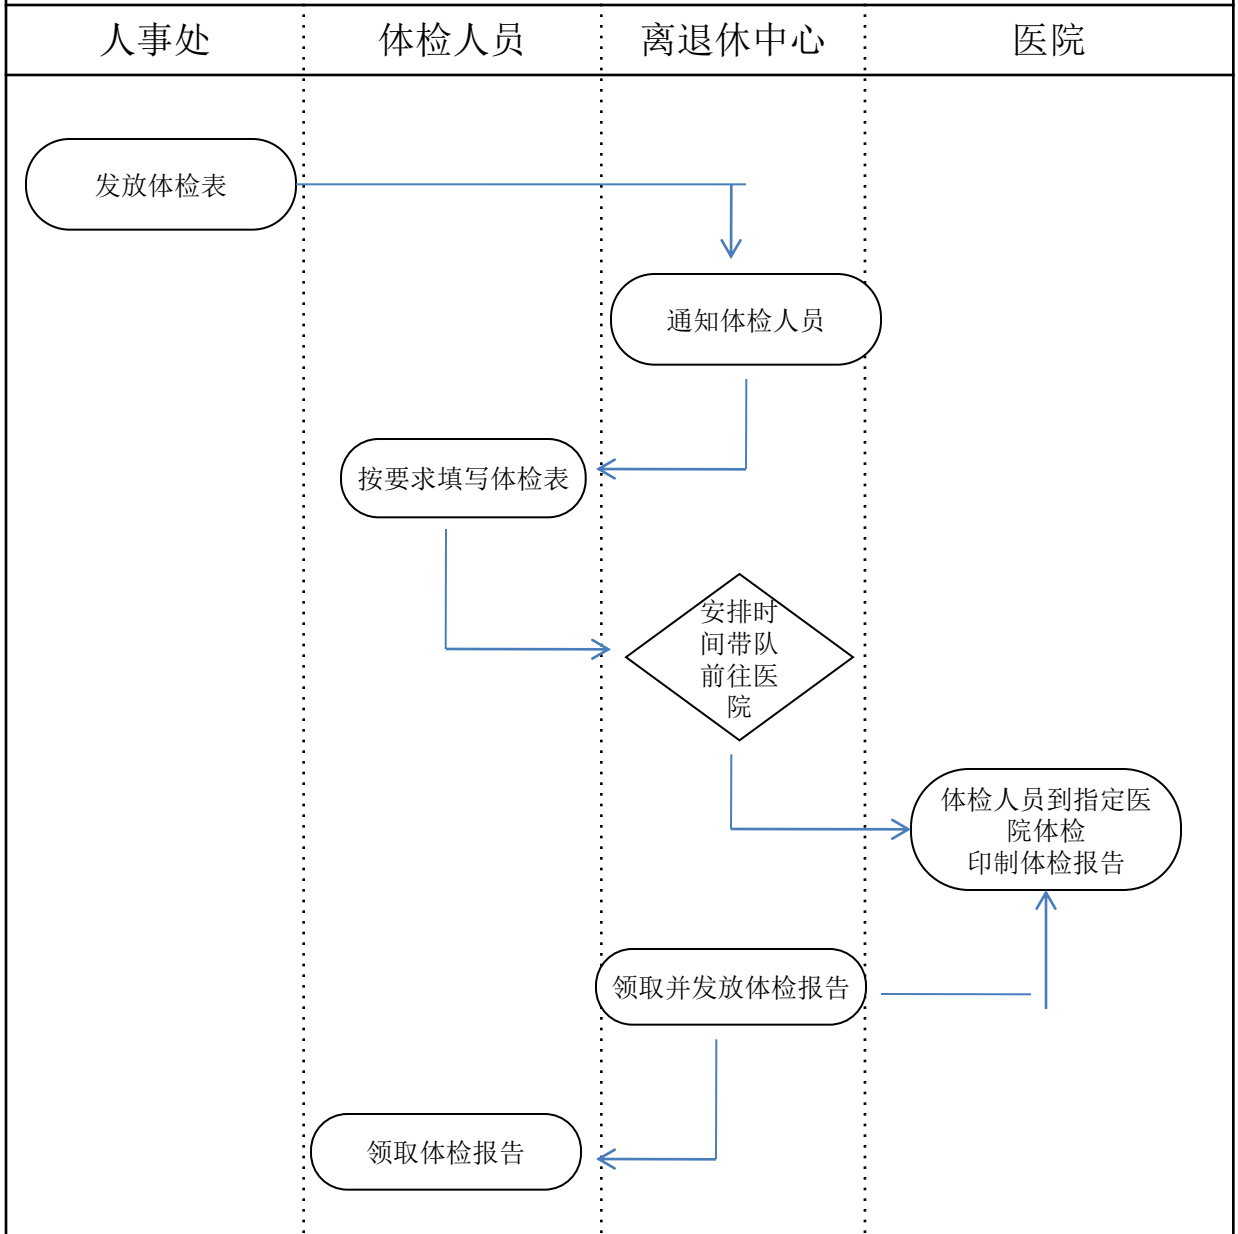 人事处
体检人员
离退休中心
医院
发放体检表
通知体检人员
按要求填写体检表
安排时
间带队
前往医
院
体检人员到指定医
院体检
印制体检报告
领取并发放体检报告
领取体检报告